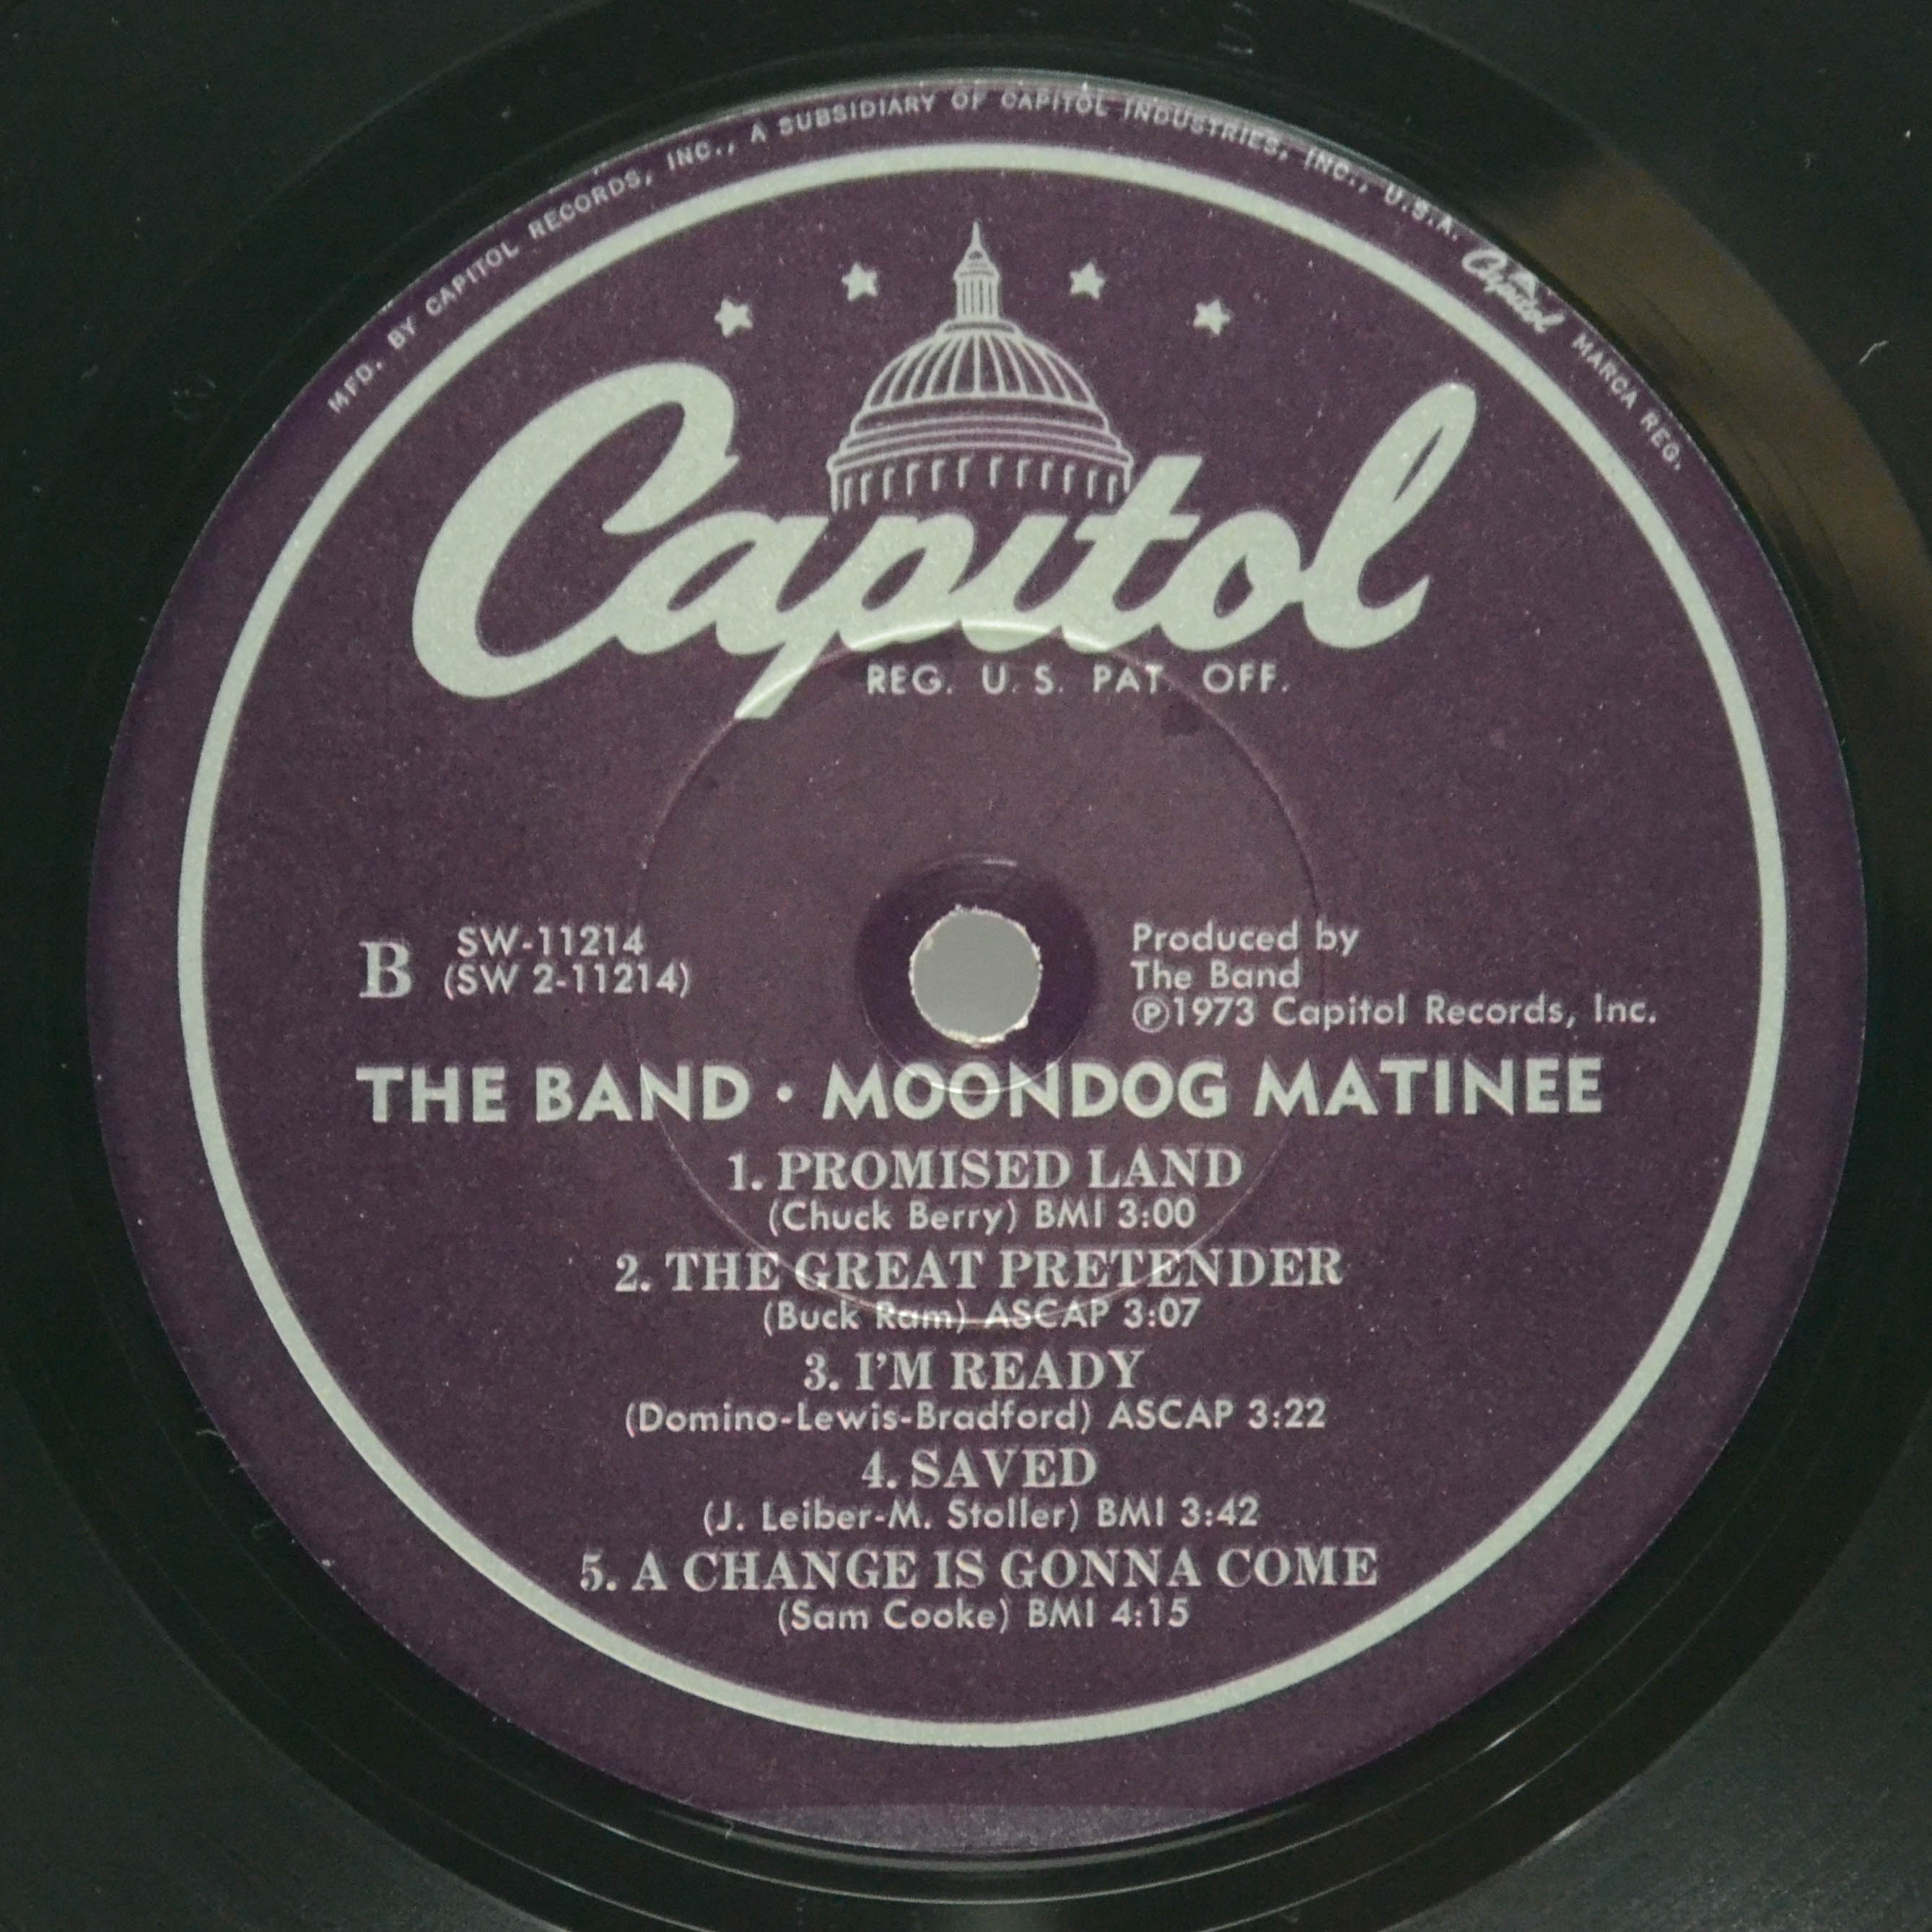 MFD. BY CAPITOL RECORDS, INC., A SUBSIDIARY OF CAPITOL INDUSTRIES, INC., U.S.A. Capitol MARCA REG.
Capitol
REG. U.S. PAT. OFF.
B
SW-11214
(SW 2-11214)
Produced by
The Band
℗1973 Capitol Records, Inc.
THE BAND • MOONDOG MATINEE
1. PROMISED LAND
(Chuck Berry) BMI 3:00
2. THE GREAT PRETENDER
(Buck Ram) ASCAP 3:07
3. I'M READY
(Domino-Lewis-Bradford) ASCAP 3:22
4. SAVED
(J. Leiber-M. Stoller) BMI 3:42
5. A CHANGE IS GONNA COME
(Sam Cooke) BMI 4:15